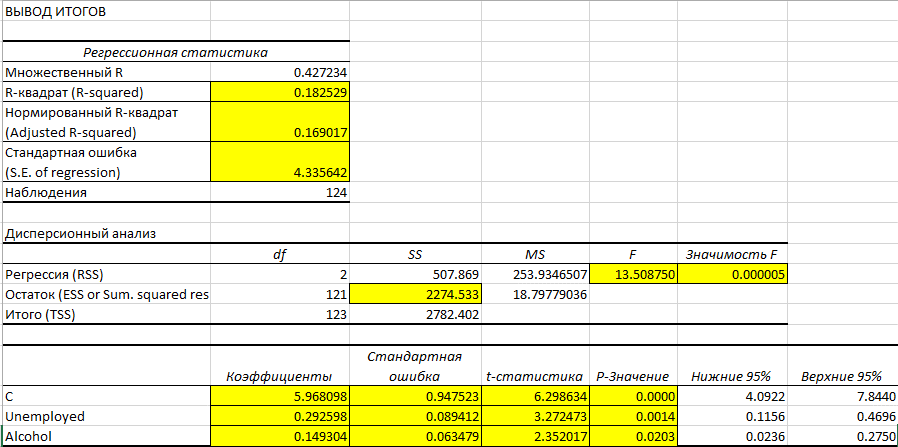 ВЫВОД ИТОГОВ
Регрессионная статистика
Множественный R 0.427234
R-квадрат (R-squared) 0.182529
Нормированный R-квадрат
(Adjusted R-squared) 0.169017
Стандартная ошибка
(S.E. of regression) 4.335642
Наблюдения 124
Дисперсионный анализ
df SS MS F Значимость F
Регрессия (RSS) 2 507.869 253.9346507 13.508750 0.000005
Остаток (ESS or Sum. squared res 121 2274.533 18.79779036
Итого (TSS) 123 2782.402
Стандартная
Коэффициенты ошибка t-статистика P-Значение Нижние 95% Верхние 95%
C 5.968098 0.947523 6.298634 0.0000 4.0922 7.8440
Unemployed 0.292598 0.089412 3.272473 0.0014 0.1156 0.4696
Alcohol 0.149304 0.063479 2.352017 0.0203 0.0236 0.2750